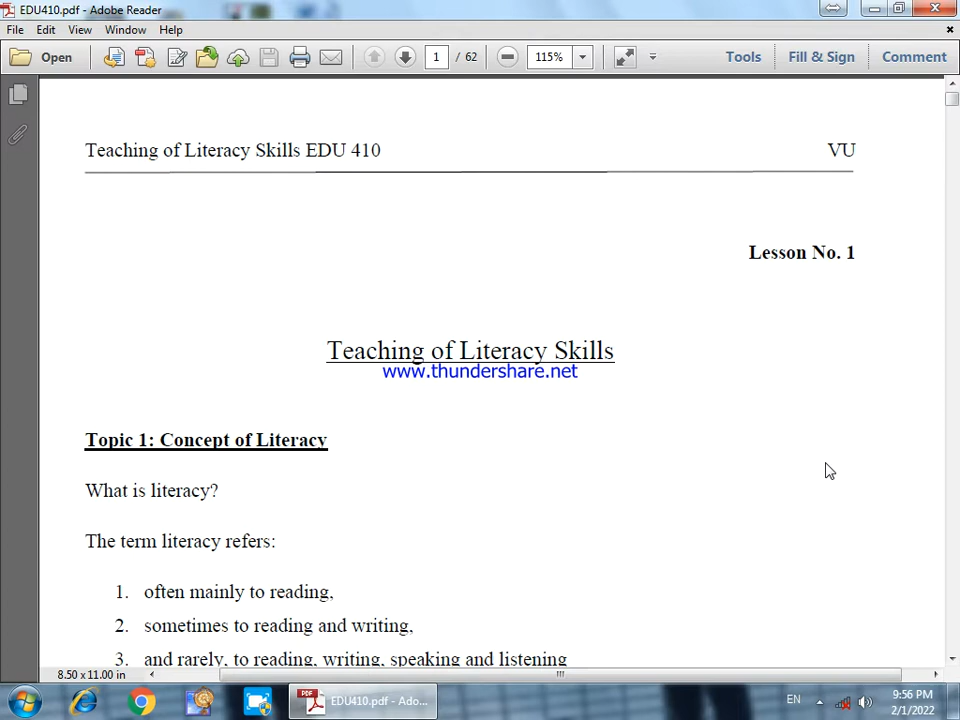 EDU410.pdf - Adobe Reader
File Edit View Window Help
Open 1 / 62 115% Tools Fill & Sign Comment
Teaching of Literacy Skills EDU 410 VU
Lesson No. 1
Teaching of Literacy Skills
www.thundershare.net
Topic 1: Concept of Literacy
What is literacy?
The term literacy refers:
1. often mainly to reading,
2. sometimes to reading and writing,
3. and rarely, to reading, writing, speaking and listening
8.50 x 11.00 in
EDU410.pdf - Ado... EN 9:56 PM
2/1/2022